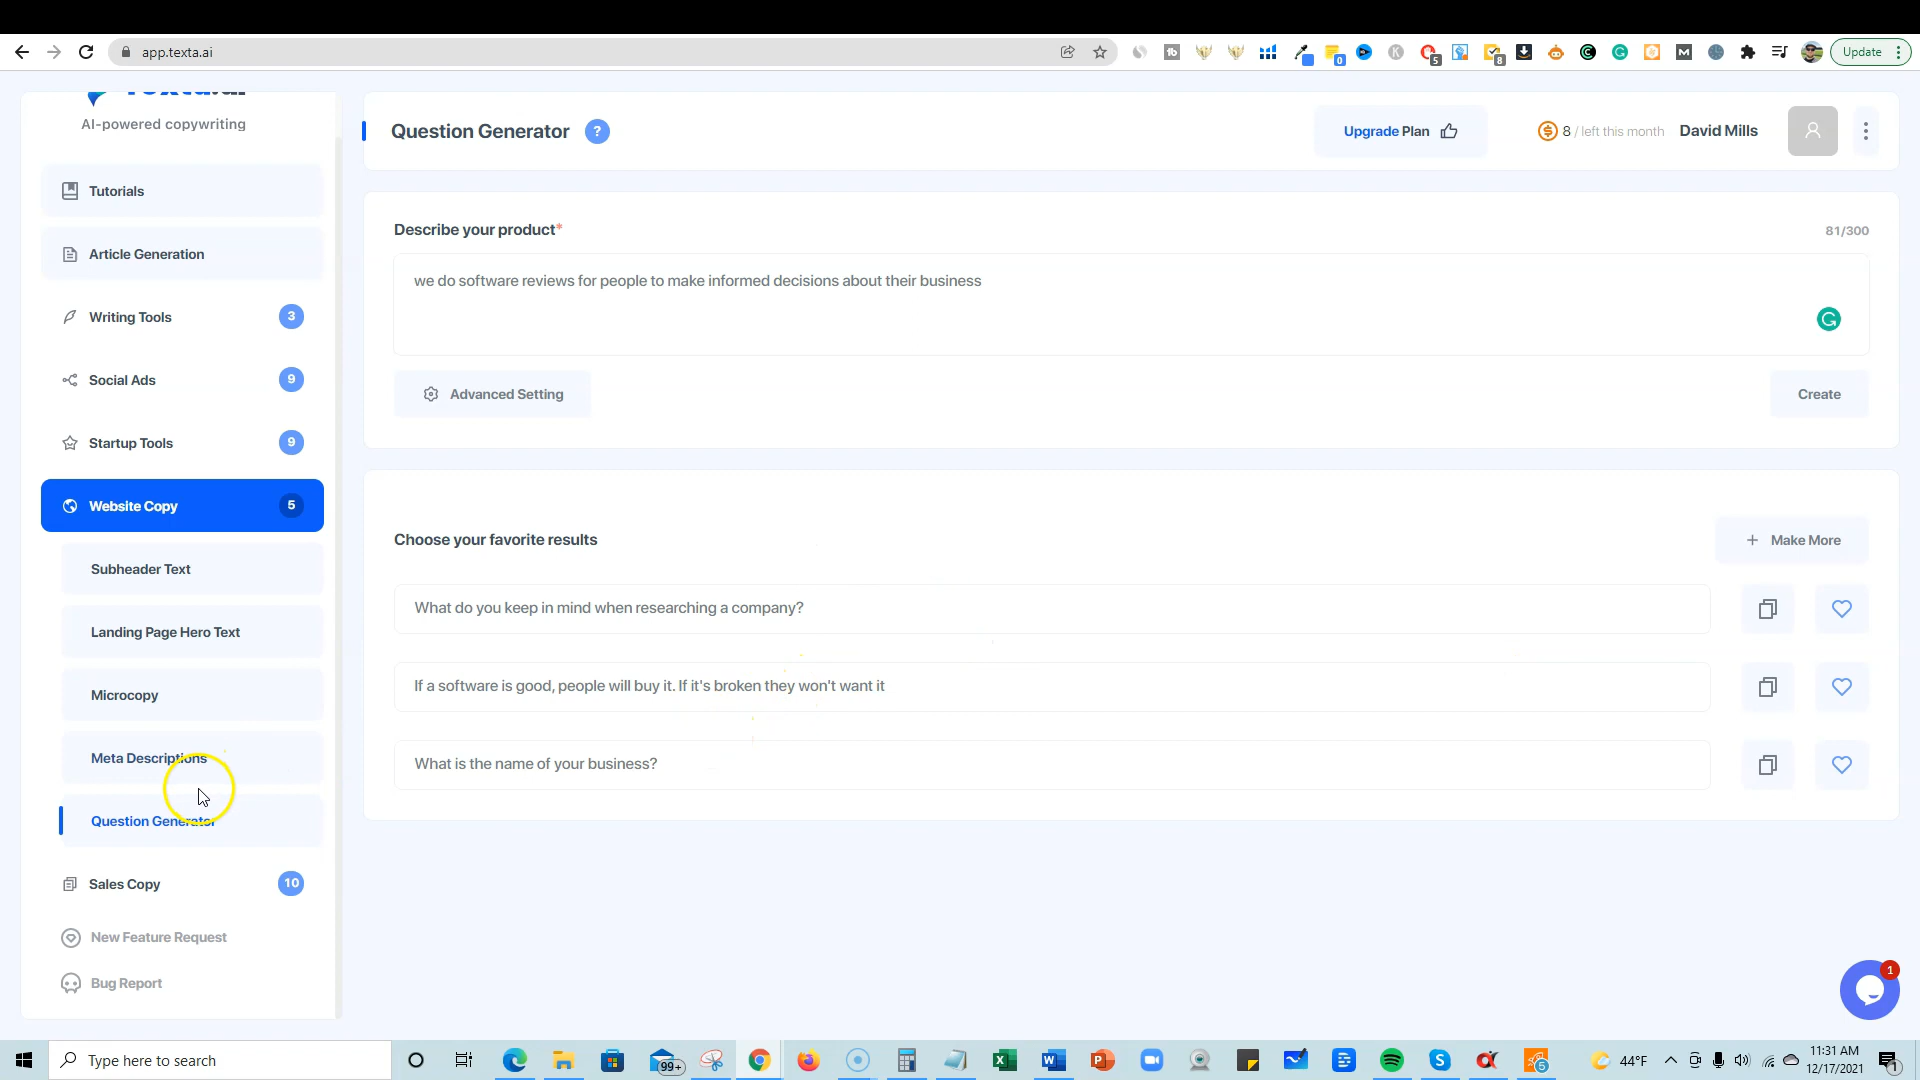 app.texta.ai
Update
AI-powered copywriting
Tutorials
Article Generation
Writing Tools 3
Social Ads 9
Startup Tools 9
Website Copy 5
Subheader Text
Landing Page Hero Text
Microcopy
Meta Descriptions
Question Generator
Sales Copy 10
New Feature Request
Bug Report
Question Generator ?
Upgrade Plan
8 / left this month
David Mills
Describe your product*
81/300
we do software reviews for people to make informed decisions about their business
Advanced Setting
Create
Choose your favorite results
+ Make More
What do you keep in mind when researching a company?
If a software is good, people will buy it. If it's broken they won't want it
What is the name of your business?
1
Type here to search
99+
5
44°F
11:31 AM
12/17/2021
1